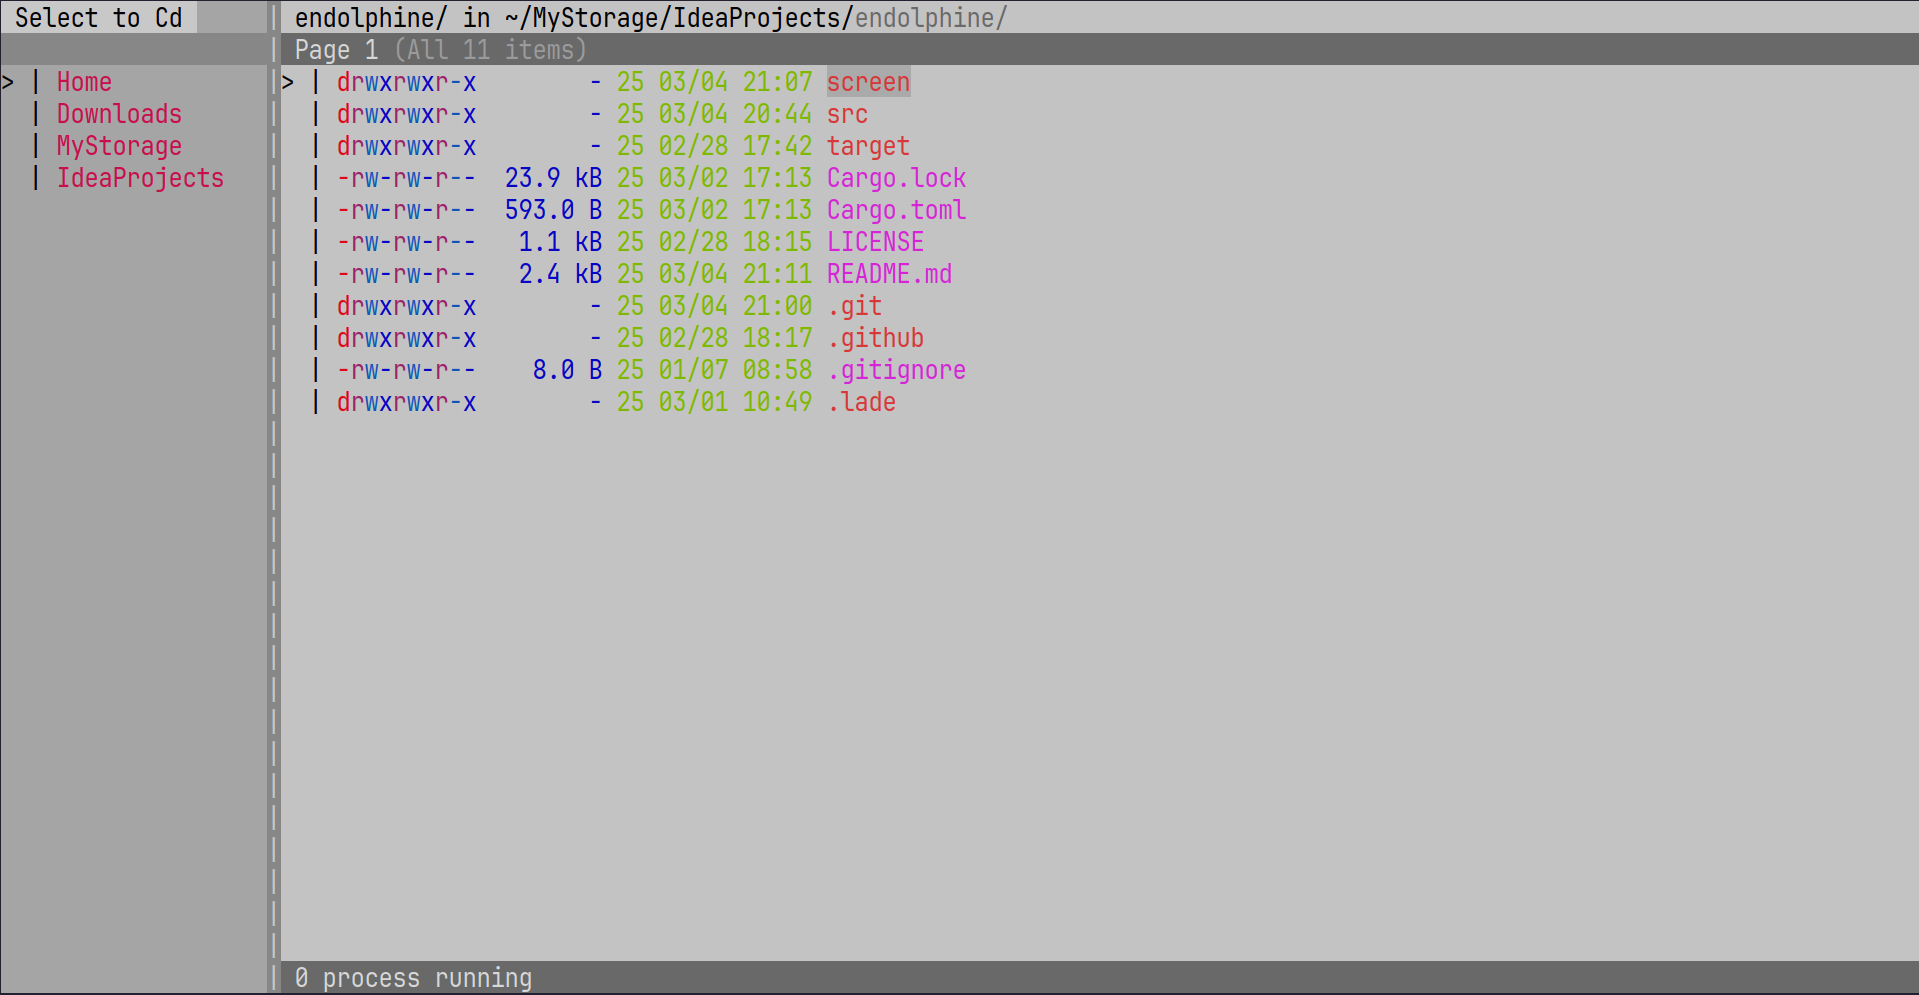 Select to Cd
> | Home
| Downloads
| MyStorage
| IdeaProjects
endolphine/ in ~/MyStorage/IdeaProjects/endolphine/
Page 1 (All 11 items)
> | drwxrwxr-x - 25 03/04 21:07 screen
| drwxrwxr-x - 25 03/04 20:44 src
| drwxrwxr-x - 25 02/28 17:42 target
| -rw-rw-r-- 23.9 kB 25 03/02 17:13 Cargo.lock
| -rw-rw-r-- 593.0 B 25 03/02 17:13 Cargo.toml
| -rw-rw-r-- 1.1 kB 25 02/28 18:15 LICENSE
| -rw-rw-r-- 2.4 kB 25 03/04 21:11 README.md
| drwxrwxr-x - 25 03/04 21:00 .git
| drwxrwxr-x - 25 02/28 18:17 .github
| -rw-rw-r-- 8.0 B 25 01/07 08:58 .gitignore
| drwxrwxr-x - 25 03/01 10:49 .lade
0 process running